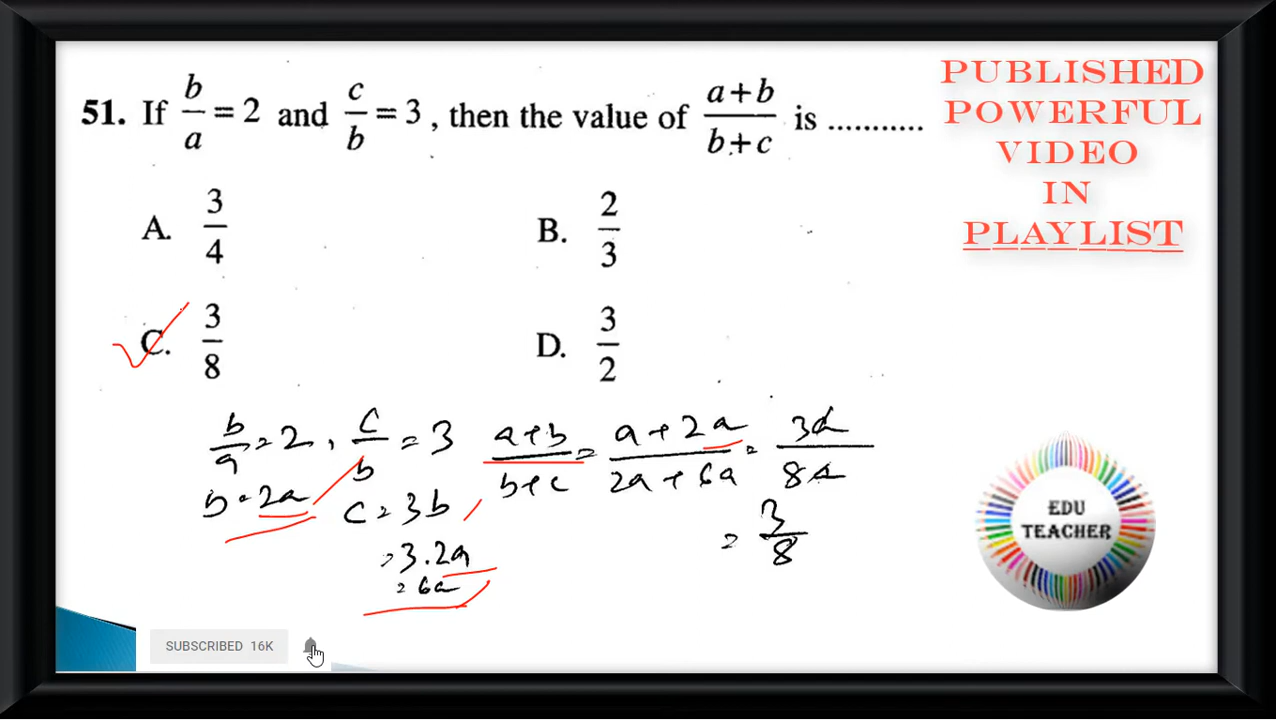 51. If b/a = 2 and c/b = 3, then the value of (a+b)/(b+c) is ...........
A. 3/4
B. 2/3
C. 3/8
D. 3/2
b/a = 2, c/b = 3
b = 2a
c = 3b
= 3.2a
= 6a
(a+b)/(b+c) = (a+2a)/(2a+6a) = 3a/8a
= 3/8
PUBLISHED
POWERFUL
VIDEO
IN
PLAYLIST
EDU
TEACHER
SUBSCRIBED 16K